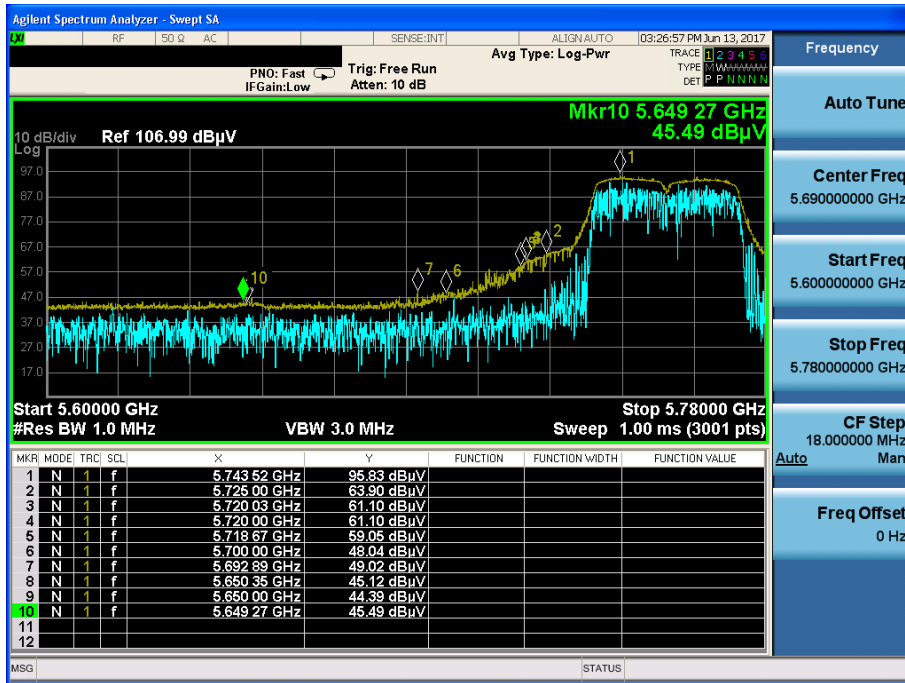 Agilent Spectrum Analyzer - Swept SA
LXI RF 50 Ω AC SENSE:INT ALIGN AUTO 03:26:57 PM Jun 13, 2017
Avg Type: Log-Pwr TRACE 1 2 3 4 5 6
PNO: Fast Trig: Free Run TYPE M W W W W W
IFGain:Low Atten: 10 dB DET P P N N N N
Mkr10 5.649 27 GHz
45.49 dBµV
10 dB/div Ref 106.99 dBµV
Log
97.0
87.0
77.0
67.0
57.0
47.0
37.0
27.0
17.0
1
2
7
6
10
Start 5.60000 GHz Stop 5.78000 GHz
#Res BW 1.0 MHz VBW 3.0 MHz Sweep 1.00 ms (3001 pts)
MKR MODE TRC SCL X Y FUNCTION FUNCTION WIDTH FUNCTION VALUE
1 N 1 f 5.743 52 GHz 95.83 dBµV
2 N 1 f 5.725 00 GHz 63.90 dBµV
3 N 1 f 5.720 03 GHz 61.10 dBµV
4 N 1 f 5.720 00 GHz 61.10 dBµV
5 N 1 f 5.718 67 GHz 59.05 dBµV
6 N 1 f 5.700 00 GHz 48.04 dBµV
7 N 1 f 5.692 89 GHz 49.02 dBµV
8 N 1 f 5.650 35 GHz 45.12 dBµV
9 N 1 f 5.650 00 GHz 44.39 dBµV
10 N 1 f 5.649 27 GHz 45.49 dBµV
11
12
MSG STATUS
Frequency
Auto Tune
Center Freq
5.690000000 GHz
Start Freq
5.600000000 GHz
Stop Freq
5.780000000 GHz
CF Step
18.000000 MHz
Auto Man
Freq Offset
0 Hz